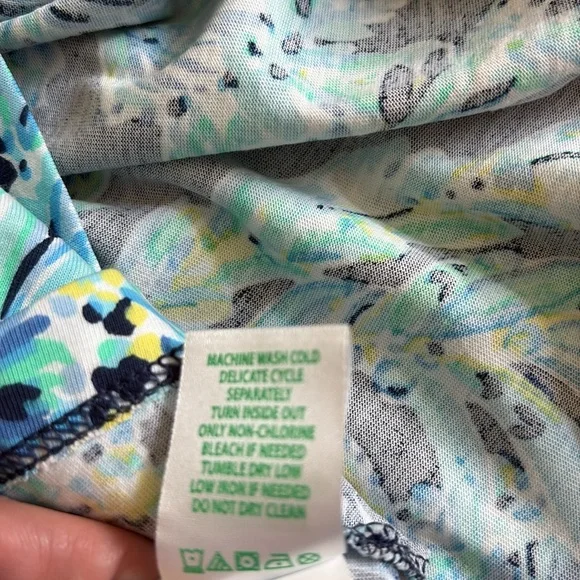 MACHINE WASH COLD
DELICATE CYCLE
SEPARATELY
TURN INSIDE OUT
ONLY NON-CHLORINE
BLEACH IF NEEDED
TUMBLE DRY LOW
LOW IRON IF NEEDED
DO NOT DRY CLEAN